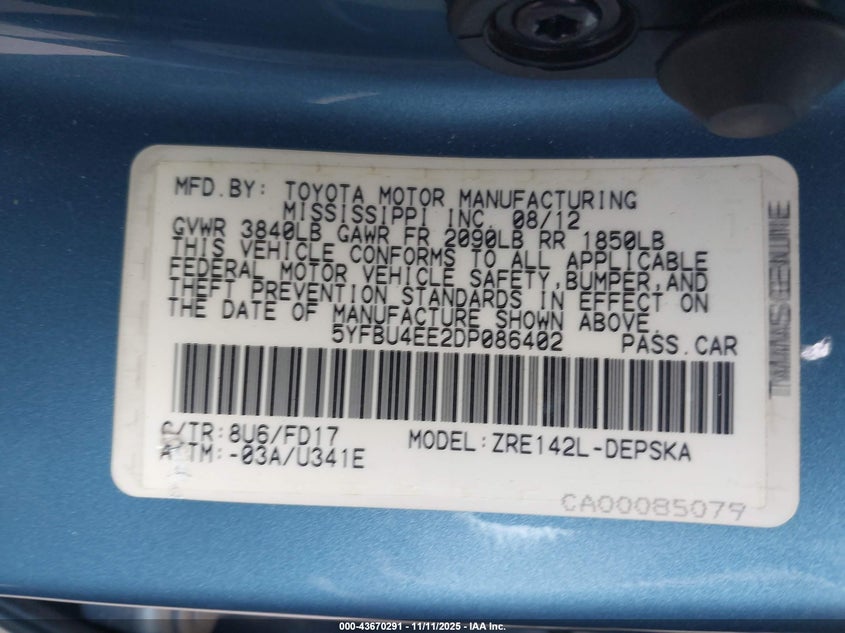 MFD.BY: TOYOTA MOTOR MANUFACTURING
MISSISSIPPI INC. 08/12
GVWR 3840LB GAWR FR 2090LB RR 1850LB
THIS VEHICLE CONFORMS TO ALL APPLICABLE
FEDERAL MOTOR VEHICLE SAFETY,BUMPER,AND
THEFT PREVENTION STANDARDS IN EFFECT ON
THE DATE OF MANUFACTURE SHOWN ABOVE.
5YFBU4EE2DP086402 PASS.CAR
C/TR:8U6/FD17 MODEL:ZRE142L-DEPSKA
A/TM:-03A/U341E
CA00085079
000-43670291 - 11/11/2025 - IAA Inc.